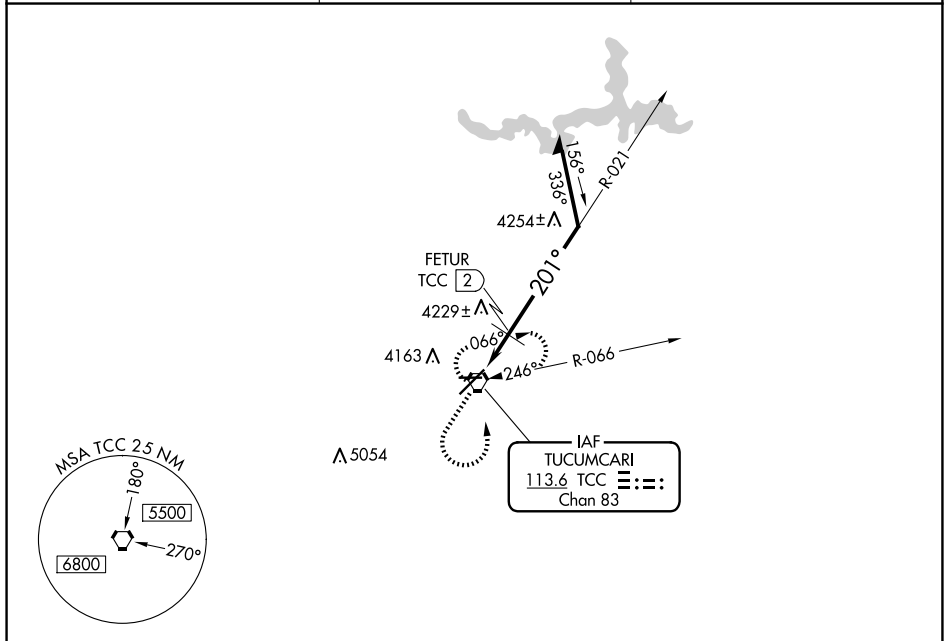 156°
336°
R-021
4254±
201°
FETUR
TCC 2
4229±
066°
4163
246°
R-066
5054
IAF
TUCUMCARI
113.6 TCC
Chan 83
MSA TCC 25 NM
180°
5500
270°
6800